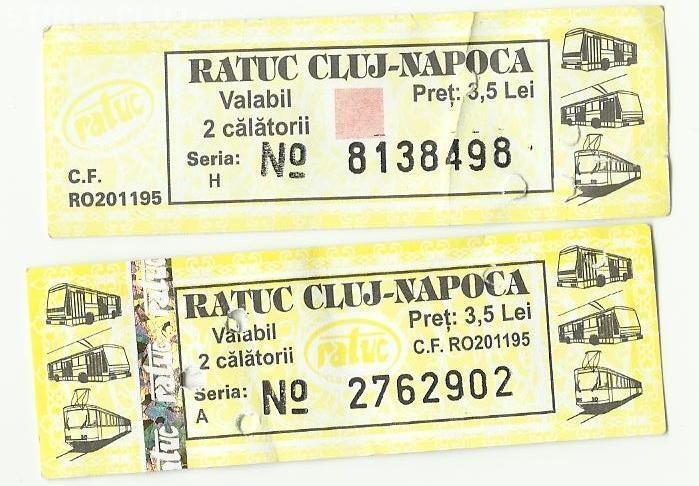 RATUC CLUJ-NAPOCA
Valabil
2 călătorii
Preț: 3,5 Lei
ratuc
Seria:
H
Nº 8138498
C.F.
RO201195
RATUC CLUJ-NAPOCA
Valabil
2 călătorii
ratuc
Preț: 3,5 Lei
C.F. RO201195
Seria:
A
Nº 2762902
ratuc